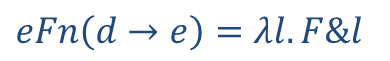 eFn(d → e) = λl. F&l